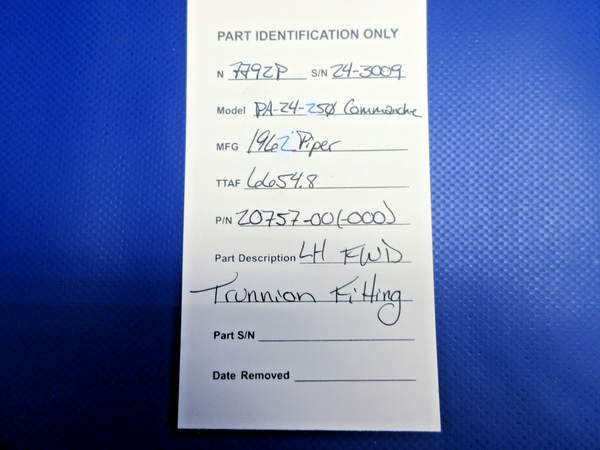 PART IDENTIFICATION ONLY
N 7792P S/N 24-3009
Model PA-24-250 Commanche
MFG 1962 Piper
TTAF 6654.8
P/N 20757-00(-000)
Part Description LH FWD
Trunnion Fitting
Part S/N
Date Removed